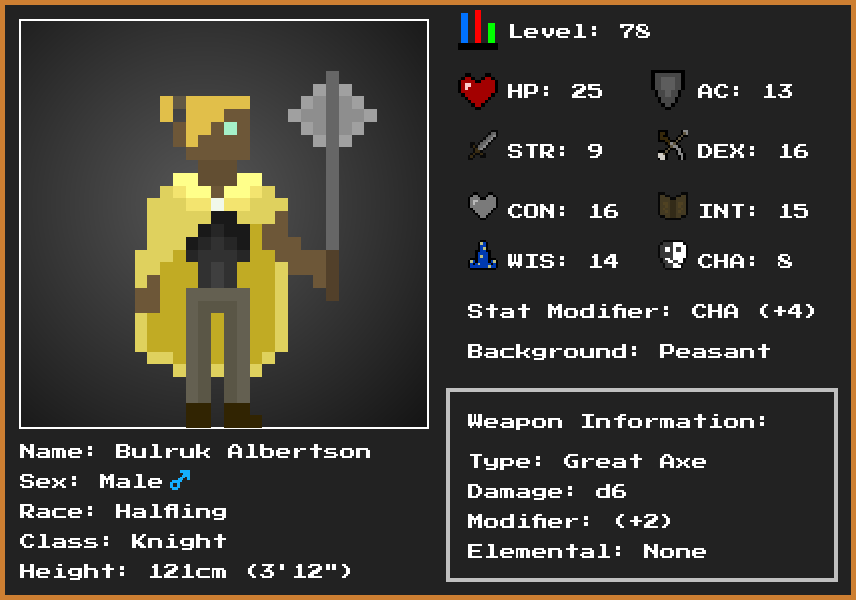 Level: 78
HP: 25 AC: 13
STR: 9 DEX: 16
CON: 16 INT: 15
WIS: 14 CHA: 8
Stat Modifier: CHA (+4)
Background: Peasant
Weapon Information:
Type: Great Axe
Damage: d6
Modifier: (+2)
Elemental: None
Name: Bulruk Albertson
Sex: Male ♂
Race: Halfling
Class: Knight
Height: 121cm (3'12")